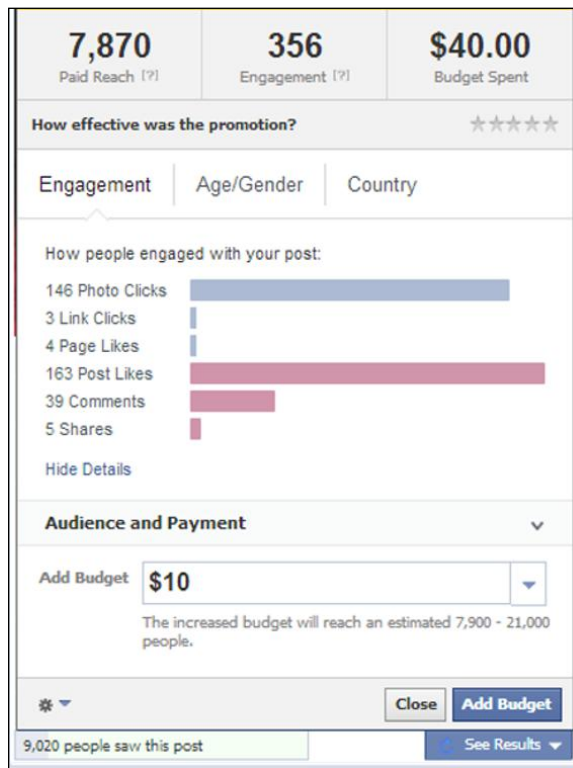 7,870 356 $40.00
Paid Reach [?] Engagement [?] Budget Spent
How effective was the promotion?
Engagement Age/Gender Country
How people engaged with your post:
146 Photo Clicks
3 Link Clicks
4 Page Likes
163 Post Likes
39 Comments
5 Shares
Hide Details
Audience and Payment
Add Budget $10
The increased budget will reach an estimated 7,900 - 21,000
people.
Close Add Budget
9,020 people saw this post See Results